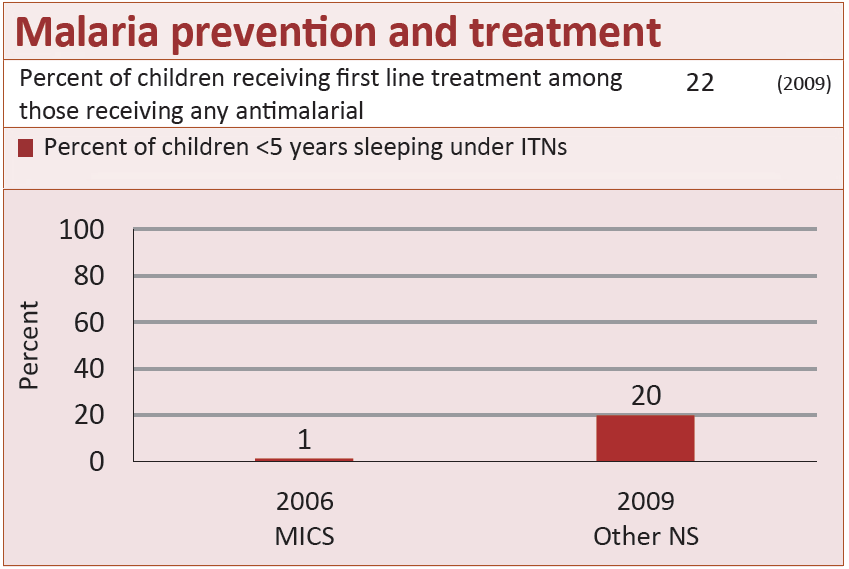 Malaria prevention and treatment
Percent of children receiving first line treatment among
those receiving any antimalarial
22 (2009)
Percent of children <5 years sleeping under ITNs
Percent
100
80
60
40
20
0
1
20
2006
MICS
2009
Other NS